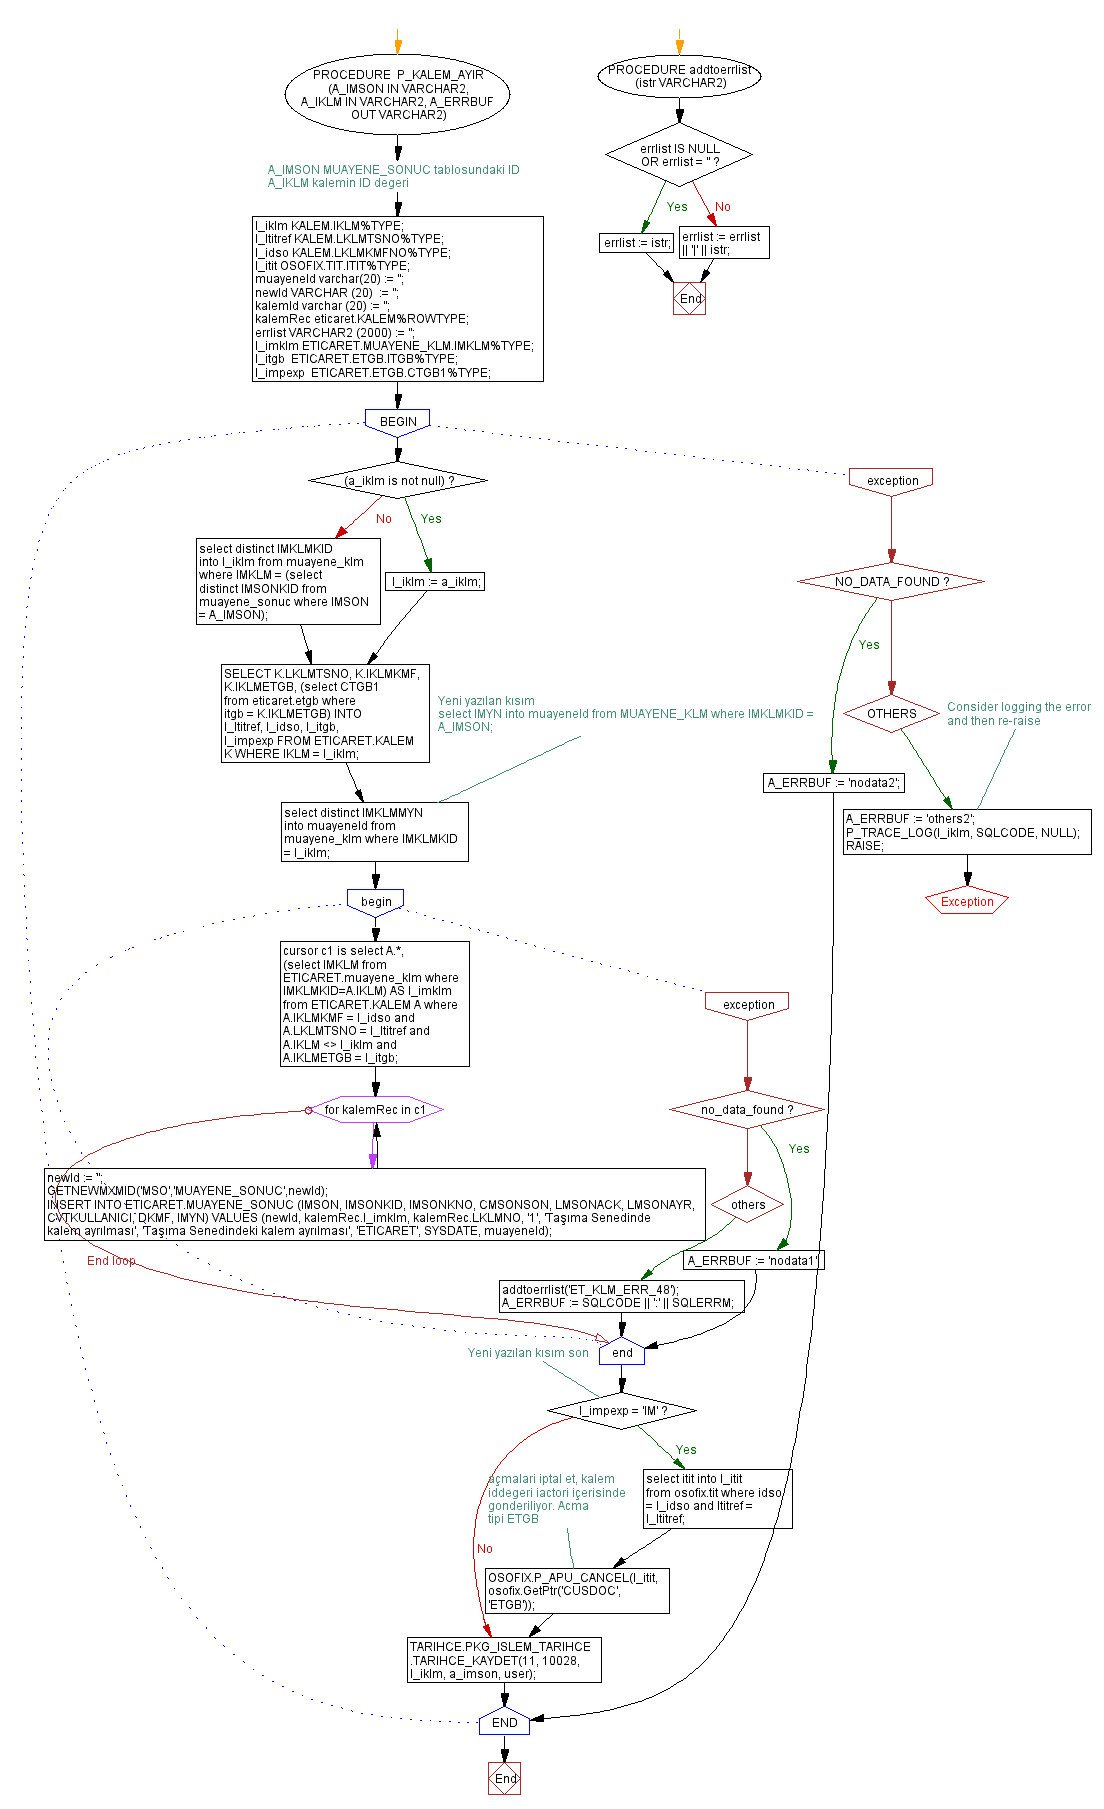 PROCEDURE  P_KALEM_AYIR
(A_IMSON IN VARCHAR2,
A_IKLM IN VARCHAR2, A_ERRBUF
OUT VARCHAR2)
A_IMSON MUAYENE_SONUC tablosundaki ID
A_IKLM kalemin ID degeri
l_iklm KALEM.IKLM%TYPE;
l_ltitref KALEM.LKLMTSNO%TYPE;
l_idso KALEM.LKLMKMFNO%TYPE;
l_itit OSOFIX.TIT.ITIT%TYPE;
muayeneId varchar(20) := '';
newId VARCHAR (20)  := '';
kalemId varchar (20) := '';
kalemRec eticaret.KALEM%ROWTYPE;
errlist VARCHAR2 (2000) := '';
l_imklm ETICARET.MUAYENE_KLM.IMKLM%TYPE;
l_itgb  ETICARET.ETGB.ITGB%TYPE;
l_impexp  ETICARET.ETGB.CTGB1%TYPE;
BEGIN
(a_iklm is not null) ?
No
Yes
select distinct IMKLMKID
into l_iklm from muayene_klm
where IMKLM = (select
distinct IMSONKID from
muayene_sonuc where IMSON
= A_IMSON);
l_iklm := a_iklm;
SELECT K.LKLMTSNO, K.IKLMKMF,
K.IKLMETGB, (select CTGB1
from eticaret.etgb where
itgb = K.IKLMETGB) INTO
l_ltitref, l_idso, l_itgb,
l_impexp FROM ETICARET.KALEM
K WHERE IKLM = l_iklm;
Yeni yazılan kısım
select IMYN into muayeneId from MUAYENE_KLM where IMKLMKID =
A_IMSON;
select distinct IMKLMMYN
into muayeneId from
muayene_klm where IMKLMKID
= l_iklm;
begin
cursor c1 is select A.*,
(select IMKLM from
ETICARET.muayene_klm where
IMKLMKID=A.IKLM) AS l_imklm
from ETICARET.KALEM A where
A.IKLMKMF = l_idso and
A.LKLMTSNO = l_ltitref and
A.IKLM <> l_iklm and
A.IKLMETGB = l_itgb;
for kalemRec in c1
newId := '';
GETNEWMXMID('MSO','MUAYENE_SONUC',newId);
INSERT INTO ETICARET.MUAYENE_SONUC (IMSON, IMSONKID, IMSONKNO, CMSONSON, LMSONACK, LMSONAYR,
CVTKULLANICI, DKMF, IMYN) VALUES (newId, kalemRec.l_imklm, kalemRec.LKLMNO, '1', 'Taşıma Senedinde
kalem ayrılması', 'Taşıma Senedindeki kalem ayrılması', 'ETICARET', SYSDATE, muayeneId);
End loop
exception
no_data_found ?
Yes
others
A_ERRBUF := 'nodata1'
addtoerrlist('ET_KLM_ERR_48');
A_ERRBUF := SQLCODE || ':' || SQLERRM;
end
Yeni yazılan kısım son
l_impexp = 'IM' ?
Yes
No
açmalari iptal et, kalem
iddegeri iactori içerisinde
gonderiliyor. Acma
tipi ETGB
select itit into l_itit
from osofix.tit where idso
= l_idso and ltitref =
l_ltitref;
OSOFIX.P_APU_CANCEL(l_itit,
osofix.GetPtr('CUSDOC',
'ETGB'));
TARIHCE.PKG_ISLEM_TARIHCE
.TARIHCE_KAYDET(11, 10028,
l_iklm, a_imson, user);
END
End
exception
NO_DATA_FOUND ?
Yes
OTHERS
Consider logging the error
and then re-raise
A_ERRBUF := 'nodata2';
A_ERRBUF := 'others2';
P_TRACE_LOG(l_iklm, SQLCODE, NULL);
RAISE;
Exception
PROCEDURE addtoerrlist
(istr VARCHAR2)
errlist IS NULL
OR errlist = '' ?
Yes
No
errlist := istr;
errlist := errlist
|| '|' || istr;
End